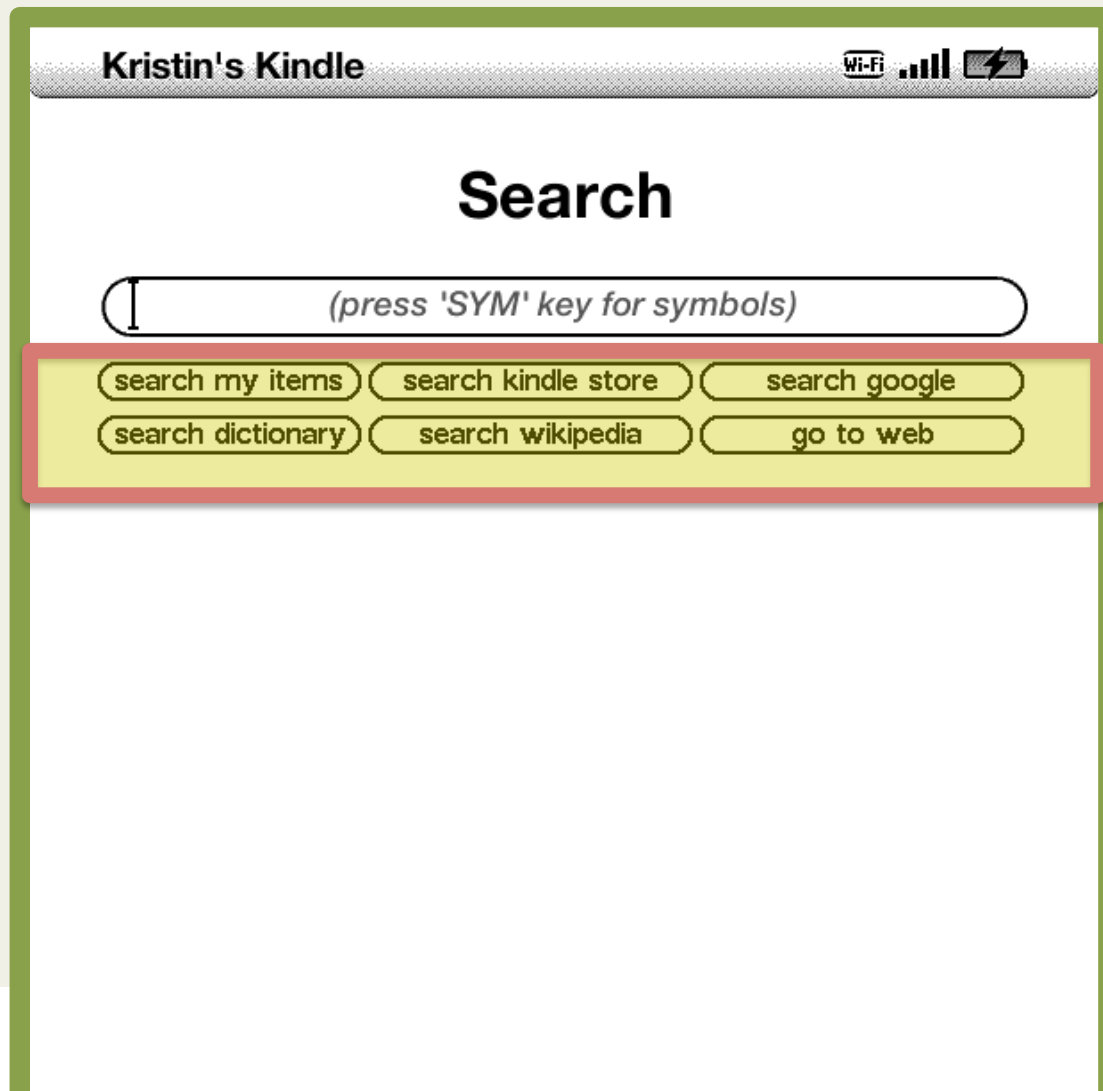 Kristin's Kindle Wi-Fi
Search
(press 'SYM' key for symbols)
search my items search kindle store search google
search dictionary search wikipedia go to web